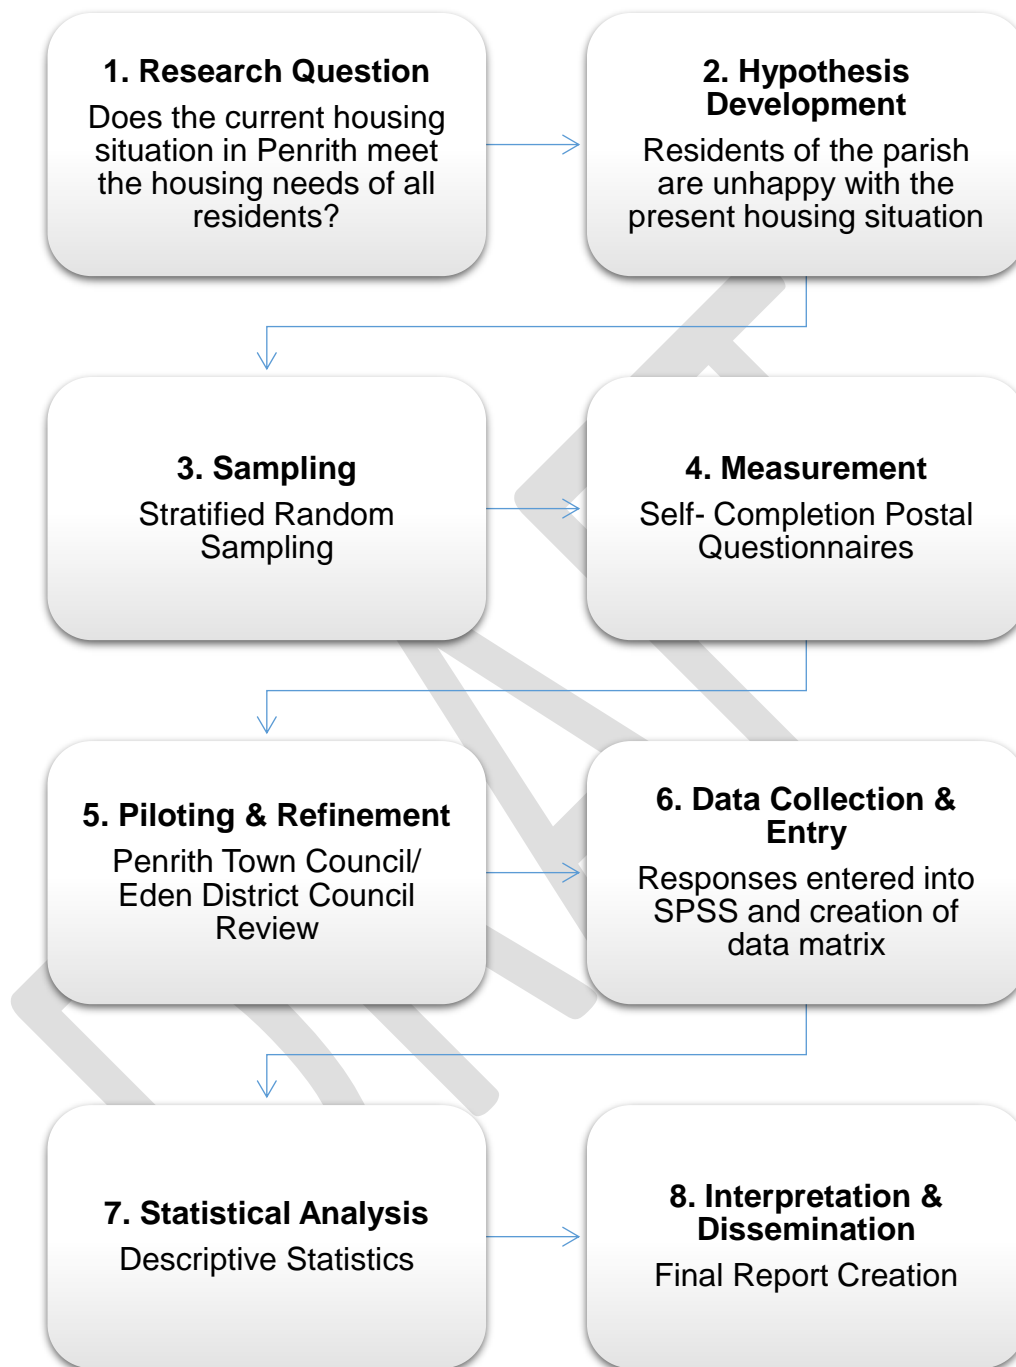 1. Research Question
Does the current housing
situation in Penrith meet
the housing needs of all
residents?
2. Hypothesis
Development
Residents of the parish
are unhappy with the
present housing situation
3. Sampling
Stratified Random
Sampling
4. Measurement
Self- Completion Postal
Questionnaires
5. Piloting & Refinement
Penrith Town Council/
Eden District Council
Review
6. Data Collection &
Entry
Responses entered into
SPSS and creation of
data matrix
7. Statistical Analysis
Descriptive Statistics
8. Interpretation &
Dissemination
Final Report Creation
DRAFT